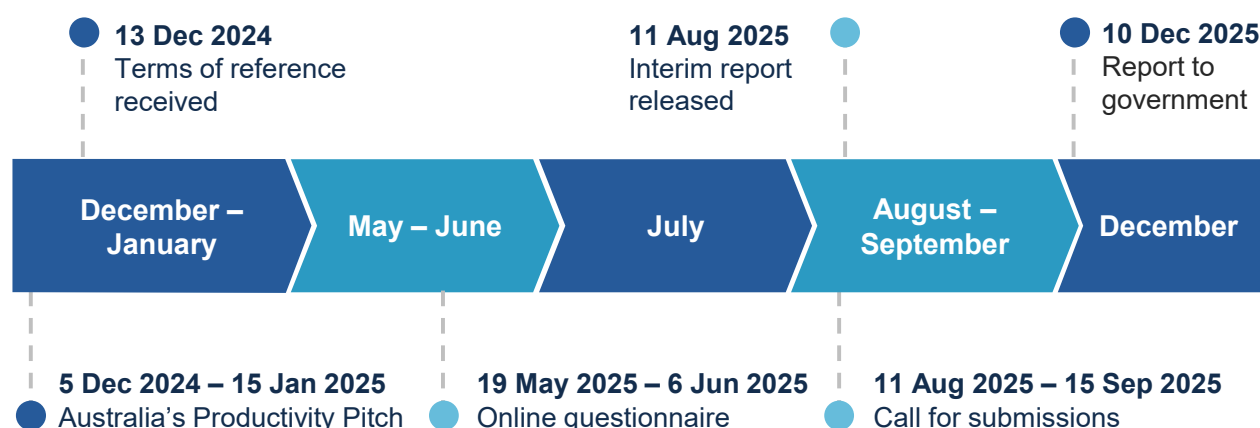 13 Dec 2024
Terms of reference
received
11 Aug 2025
Interim report
released
10 Dec 2025
Report to
government
December –
January
May – June
July
August –
September
December
5 Dec 2024 – 15 Jan 2025
Australia’s Productivity Pitch
19 May 2025 – 6 Jun 2025
Online questionnaire
11 Aug 2025 – 15 Sep 2025
Call for submissions